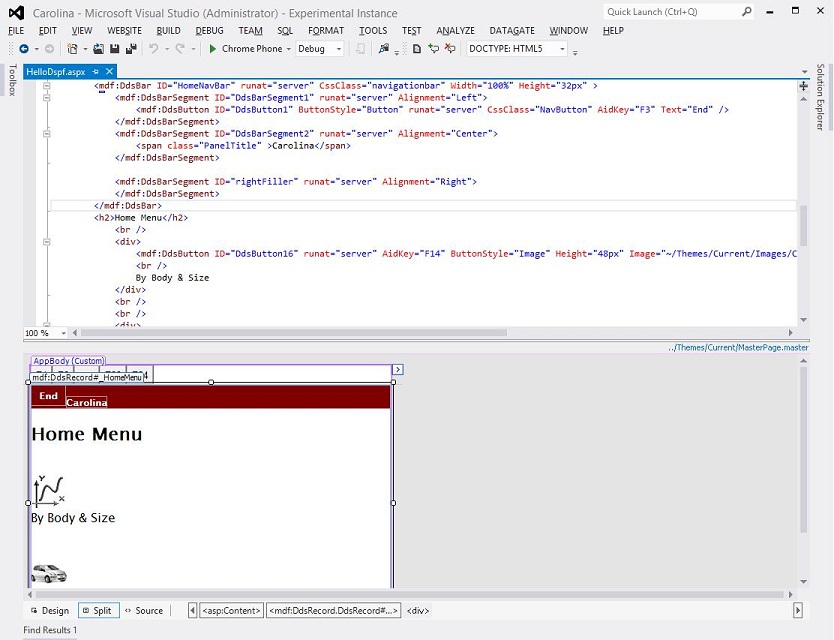 Carolina - Microsoft Visual Studio (Administrator) - Experimental Instance
Quick Launch (Ctrl+Q)
FILE EDIT VIEW WEBSITE BUILD DEBUG TEAM SQL FORMAT TOOLS TEST ANALYZE DATAGATE WINDOW HELP
Chrome Phone Debug DOCTYPE: HTML5
Toolbox
Solution Explorer
HelloDspf.aspx
<mdf:DdsBar ID="HomeNavBar" runat="server" CssClass="navigationbar" Width="100%" Height="32px" >
<mdf:DdsBarSegment ID="DdsBarSegment1" runat="server" Alignment="Left">
<mdf:DdsButton ID="DdsButton1" ButtonStyle="Button" runat="server" CssClass="NavButton" AidKey="F3" Text="End" />
</mdf:DdsBarSegment>
<mdf:DdsBarSegment ID="DdsBarSegment2" runat="server" Alignment="Center">
<span class="PanelTitle" >Carolina</span>
</mdf:DdsBarSegment>
<mdf:DdsBarSegment ID="rightFiller" runat="server" Alignment="Right">
</mdf:DdsBarSegment>
</mdf:DdsBar>
<h2>Home Menu</h2>
<br />
<div>
<mdf:DdsButton ID="DdsButton16" runat="server" AidKey="F14" ButtonStyle="Image" Height="48px" Image="~/Themes/Current/Images/C
<br />
By Body & Size
</div>
<br />
<br />
<div>
100 %
../Themes/Current/MasterPage.master
AppBody (Custom)
mdf:DdsRecord#_HomeMenu
End
Carolina
Home Menu
Y
X
By Body & Size
Design Split Source <asp:Content> <mdf:DdsRecord.DdsRecord#...> <div>
Find Results 1